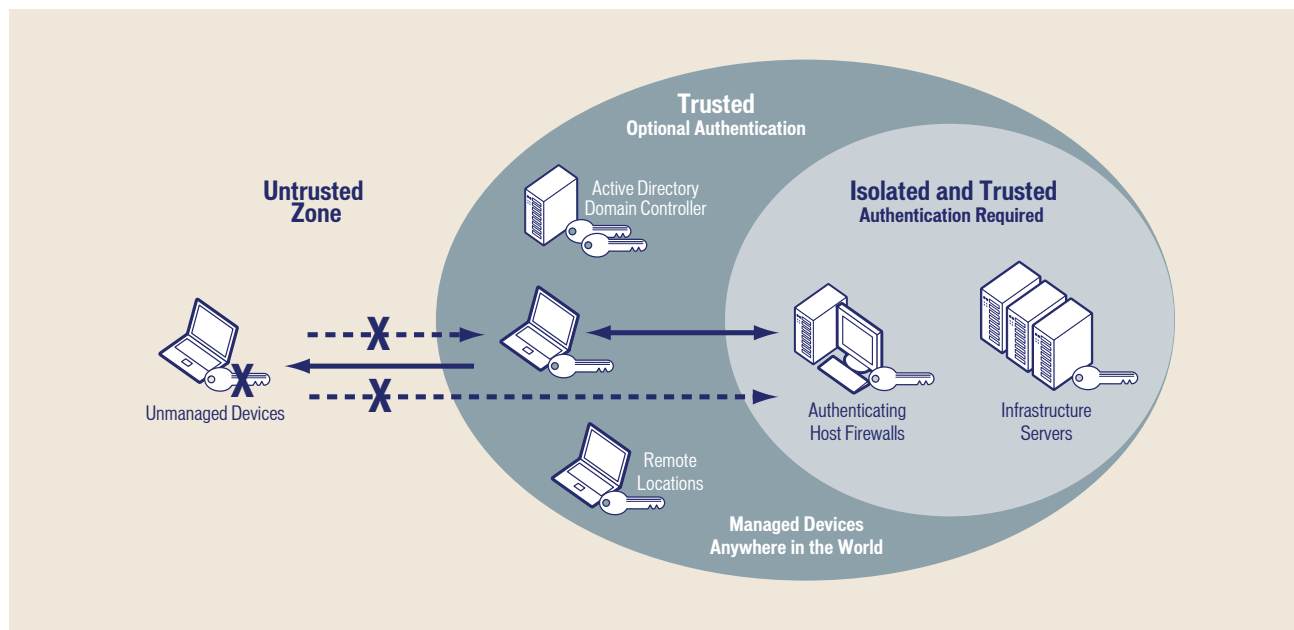 Trusted
Optional Authentication
Untrusted
Zone
Active Directory
Domain Controller
Isolated and Trusted
Authentication Required
X
X
X
Unmanaged Devices
Authenticating
Host Firewalls
Infrastructure
Servers
Remote
Locations
Managed Devices
Anywhere in the World